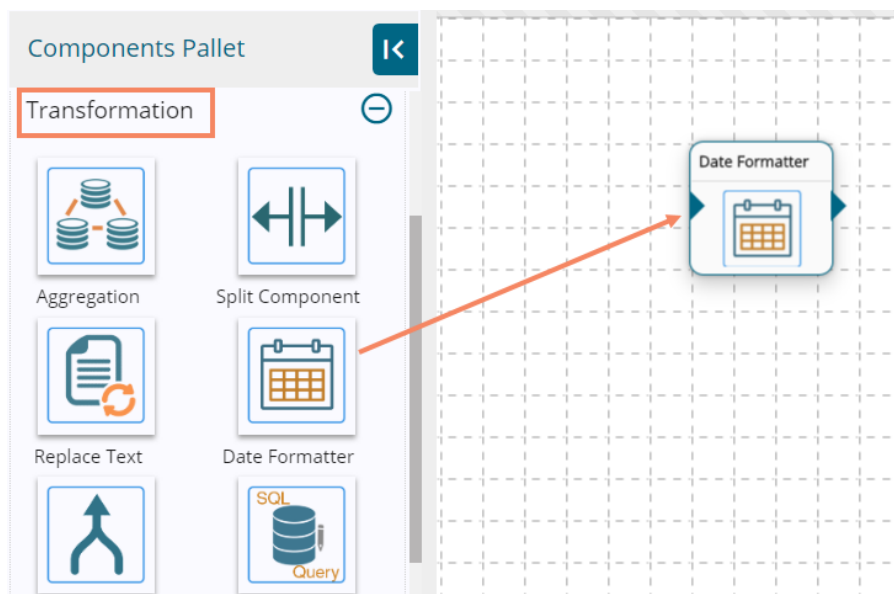 Components Pallet
Transformation
Date Formatter
Aggregation
Split Component
Replace Text
Date Formatter
SQL
Query